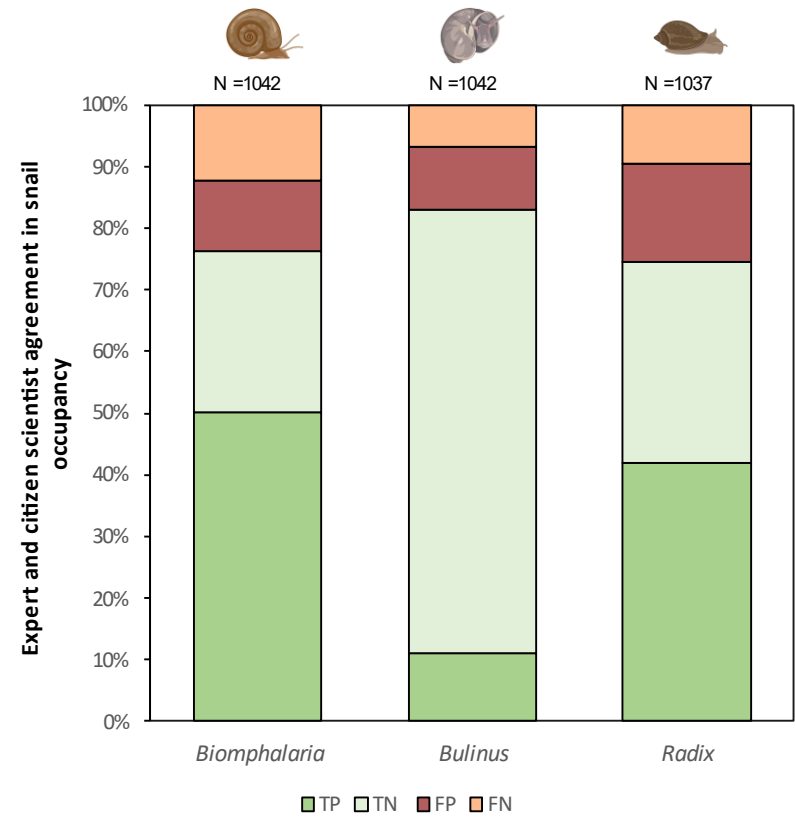 N =1042
N =1042
N =1037
100%
90%
80%
70%
60%
50%
40%
30%
20%
10%
0%
Expert and citizen scientist agreement in snail
occupancy
Biomphalaria
Bulinus
Radix
TP
TN
FP
FN